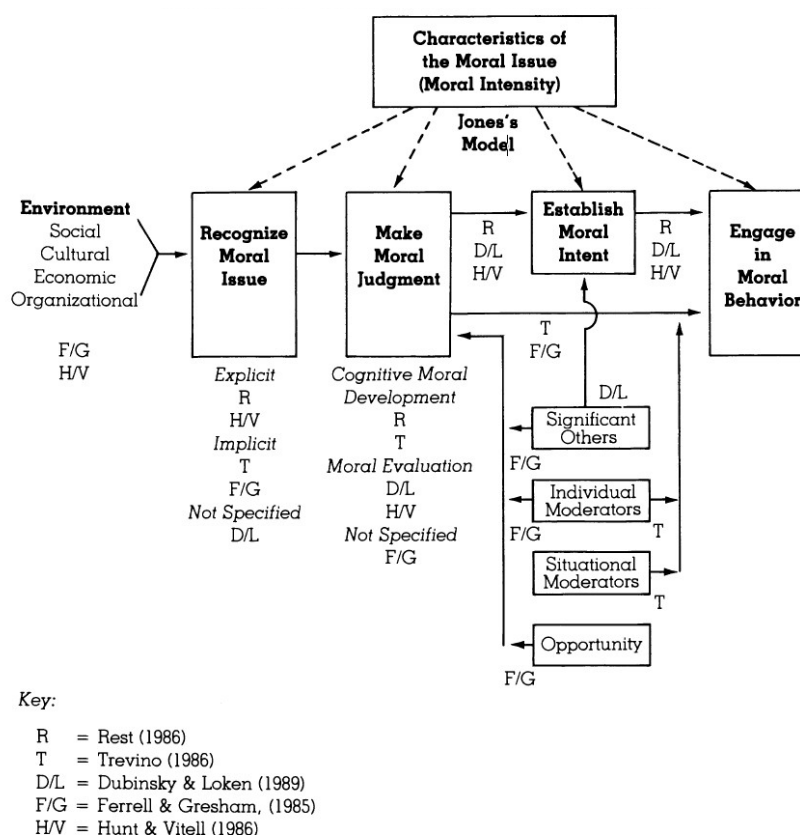 Characteristics of
the Moral Issue
(Moral Intensity)
Jones's
Model
Environment
Social
Cultural
Economic
Organizational
F/G
H/V
Recognize
Moral
Issue
Explicit
R
H/V
Implicit
T
F/G
Not Specified
D/L
Make
Moral
Judgment
Cognitive Moral
Development
R
T
Moral Evaluation
D/L
H/V
Not Specified
F/G
R
D/L
H/V
Establish
Moral
Intent
R
D/L
H/V
Engage
in
Moral
Behavior
T
F/G
D/L
Significant
Others
F/G
Individual
Moderators
F/G
T
Situational
Moderators
T
Opportunity
F/G
Key:
R = Rest (1986)
T = Trevino (1986)
D/L = Dubinsky & Loken (1989)
F/G = Ferrell & Gresham, (1985)
H/V = Hunt & Vitell (1986)